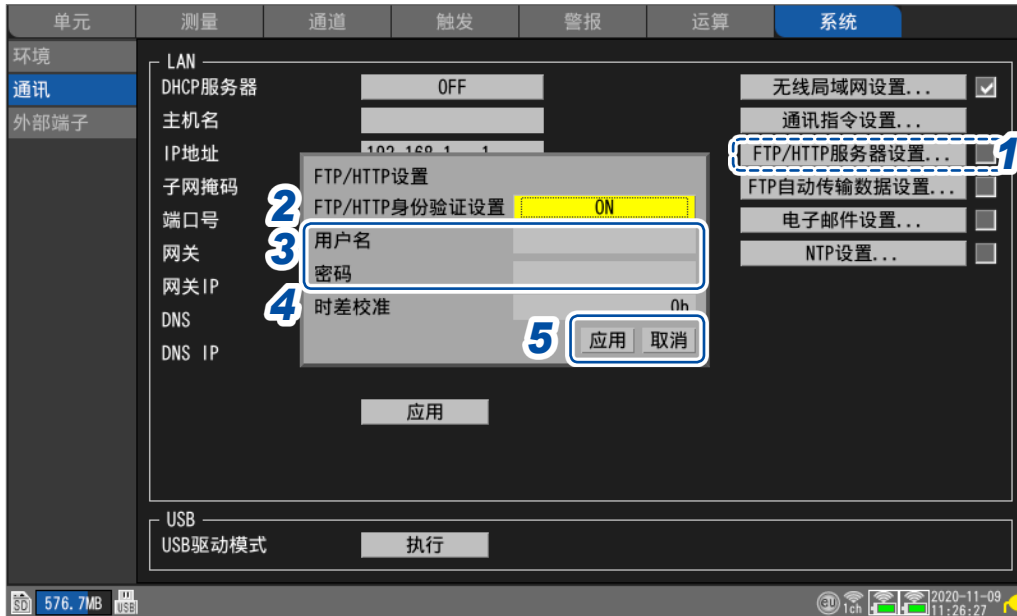 单元 测量 通道 触发 警报 运算 系统
环境
通讯
外部端子
LAN
DHCP服务器 OFF 无线局域网设置...
主机名 通讯指令设置...
IP地址 192.168.1. 1 FTP/HTTP服务器设置... 1
FTP/HTTP设置
子网掩码 FTP自动传输数据设置...
2 FTP/HTTP身份验证设置 ON
端口号 电子邮件设置...
3 用户名
网关 NTP设置...
密码
网关IP
4 时差校准 0h
DNS
5 应用 取消
DNS IP
应用
USB
USB驱动模式 执行
SD 576.7MB USB EU 1ch 2020-11-09
11:26:27